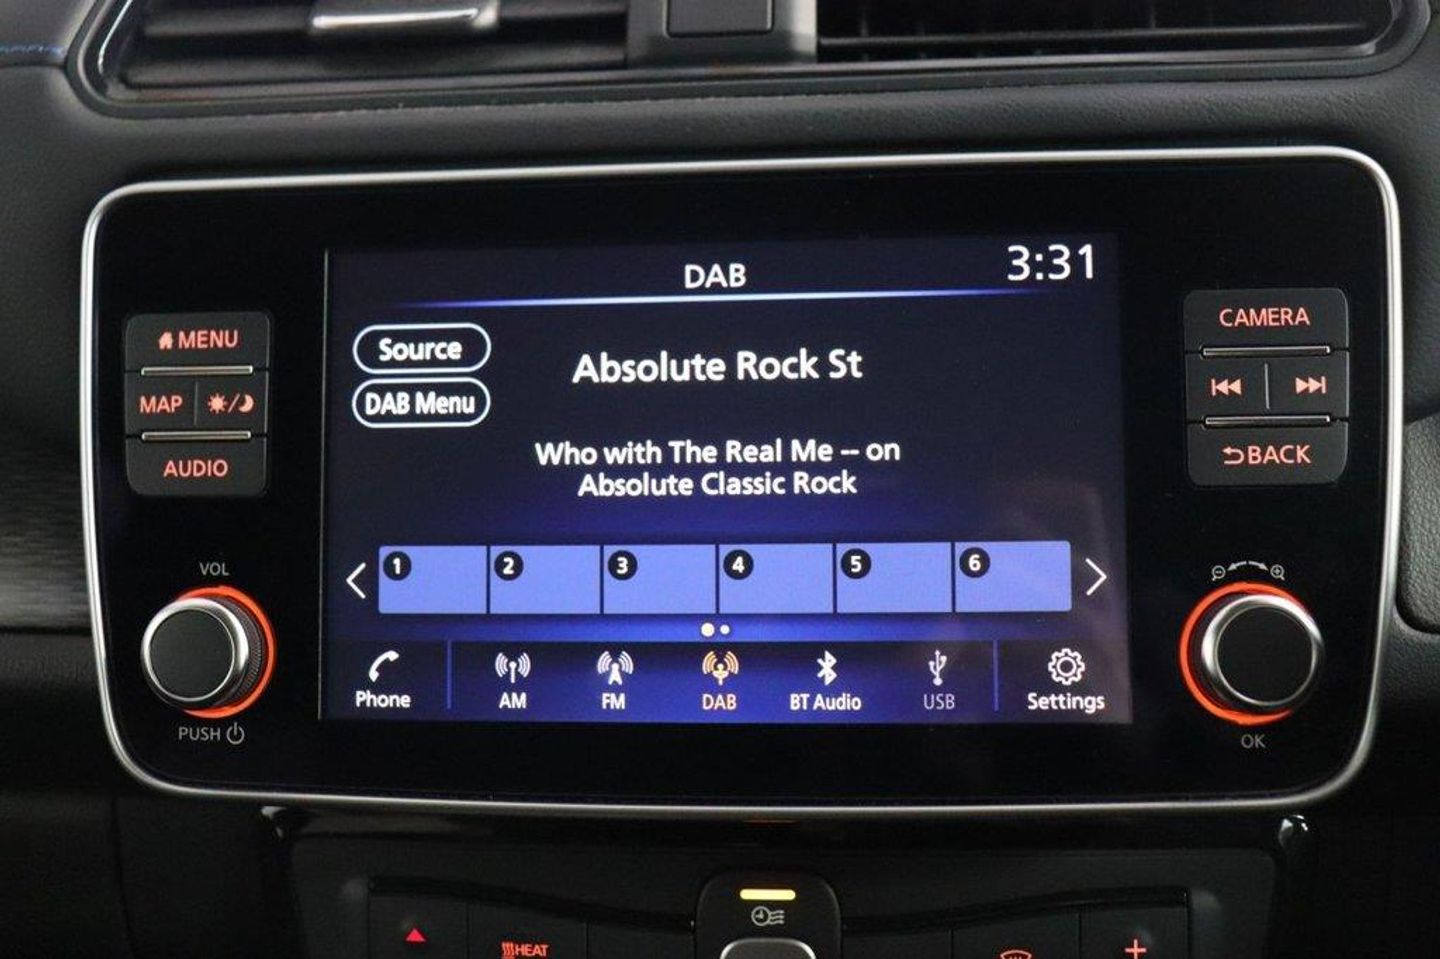 DAB
3:31
MENU
MAP
AUDIO
Source
DAB Menu
Absolute Rock St
Who with The Real Me -- on
Absolute Classic Rock
CAMERA
BACK
1
2
3
4
5
6
VOL
PUSH
Phone
AM
FM
DAB
BT Audio
USB
Settings
OK
HEAT
+